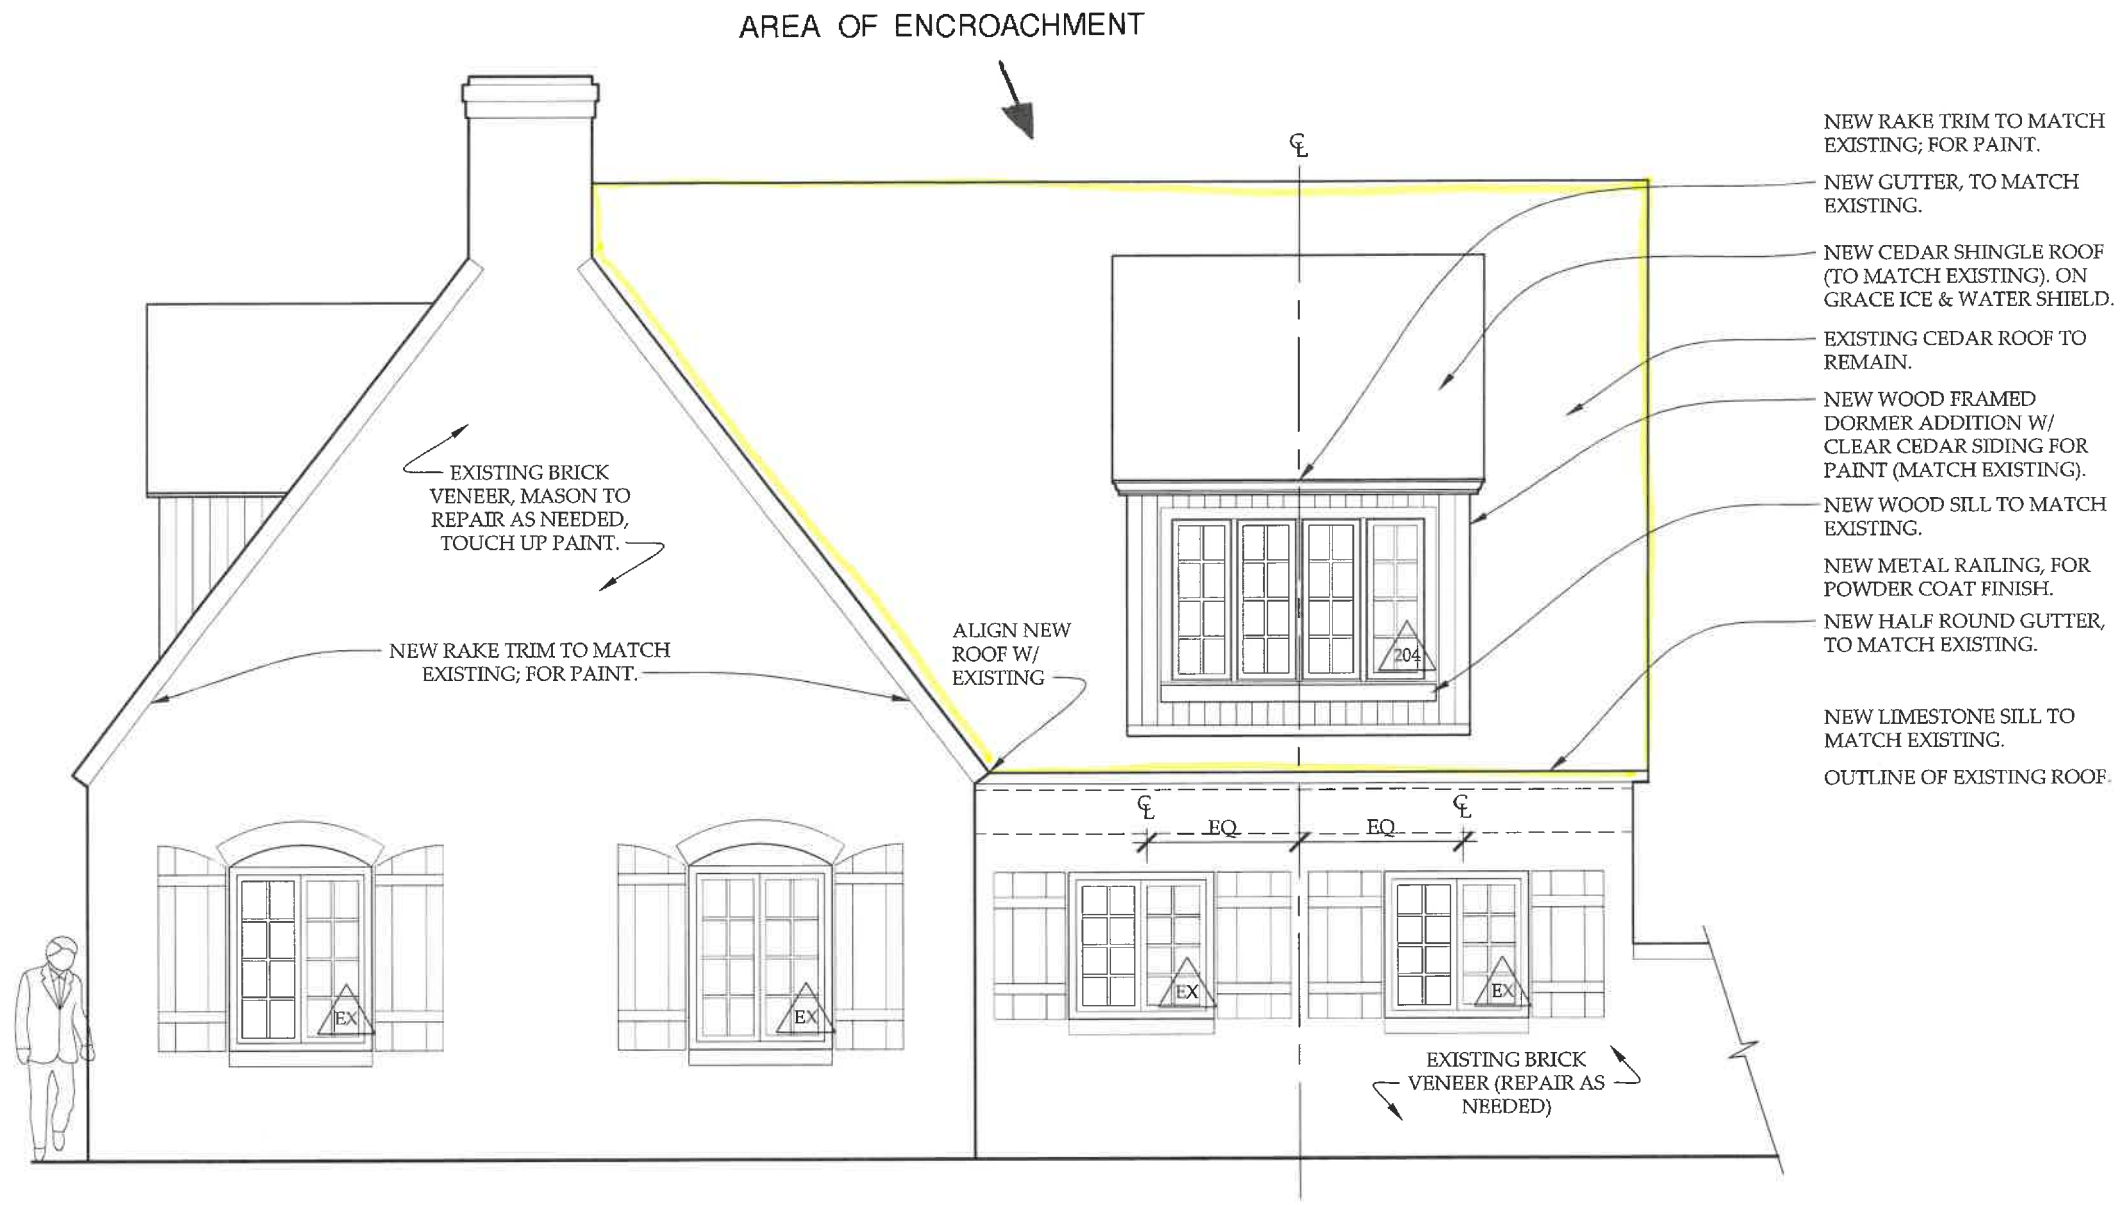 AREA OF ENCROACHMENT
℄
NEW RAKE TRIM TO MATCH
EXISTING; FOR PAINT.
NEW GUTTER, TO MATCH
EXISTING.
NEW CEDAR SHINGLE ROOF
(TO MATCH EXISTING). ON
GRACE ICE & WATER SHIELD.
EXISTING CEDAR ROOF TO
REMAIN.
NEW WOOD FRAMED
DORMER ADDITION W/
CLEAR CEDAR SIDING FOR
PAINT (MATCH EXISTING).
NEW WOOD SILL TO MATCH
EXISTING.
NEW METAL RAILING, FOR
POWDER COAT FINISH.
NEW HALF ROUND GUTTER,
TO MATCH EXISTING.
NEW LIMESTONE SILL TO
MATCH EXISTING.
OUTLINE OF EXISTING ROOF.
EXISTING BRICK
VENEER, MASON TO
REPAIR AS NEEDED,
TOUCH UP PAINT.
NEW RAKE TRIM TO MATCH
EXISTING; FOR PAINT.
ALIGN NEW
ROOF W/
EXISTING
204
℄
℄
EQ
EQ
EX
EX
EX
EX
EXISTING BRICK
VENEER (REPAIR AS
NEEDED)